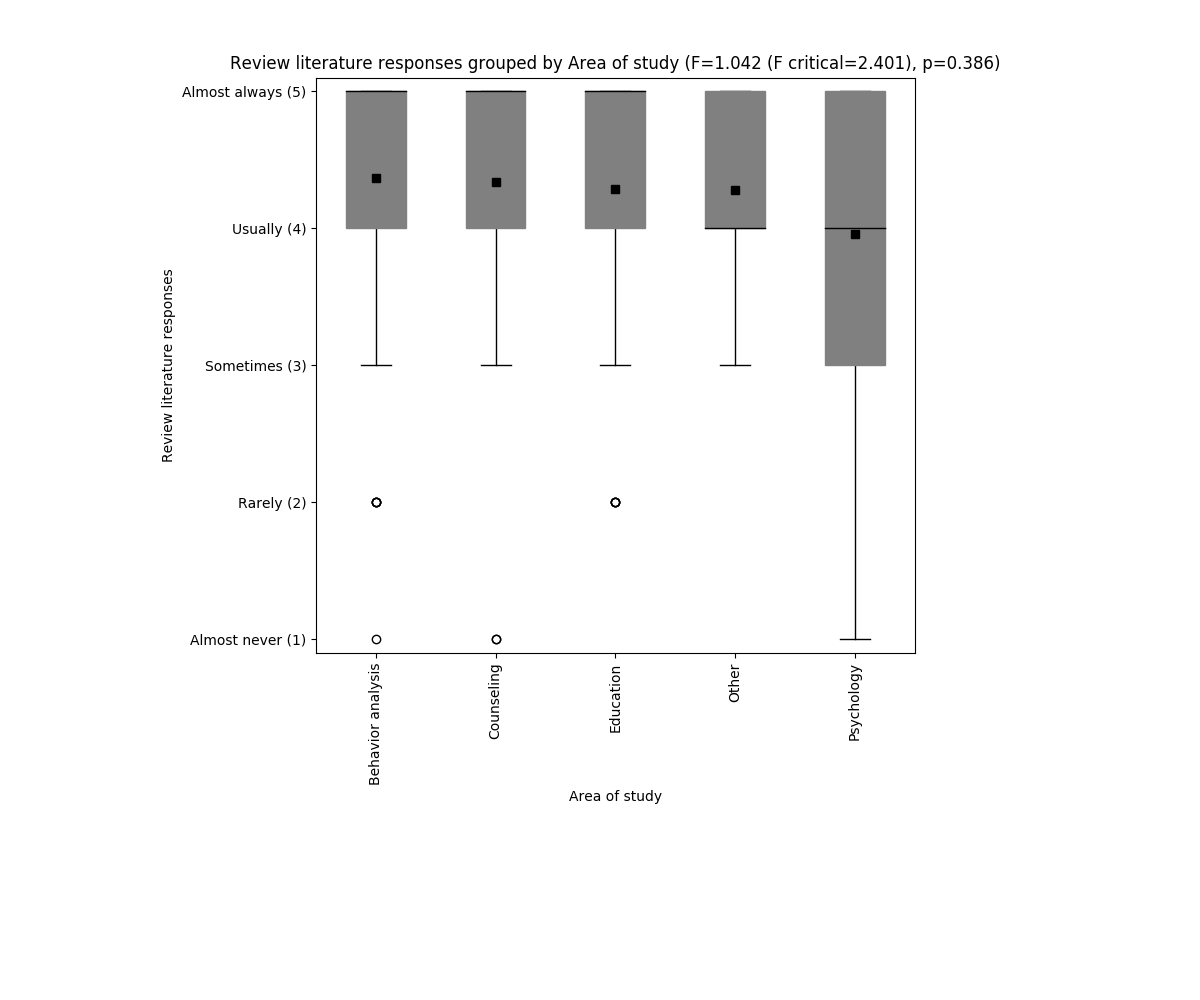 Review literature responses grouped by Area of study (F=1.042 (F critical=2.401), p=0.386)
Almost always (5)
Usually (4)
Sometimes (3)
Rarely (2)
Almost never (1)
Review literature responses
Behavior analysis
Counseling
Education
Other
Psychology
Area of study